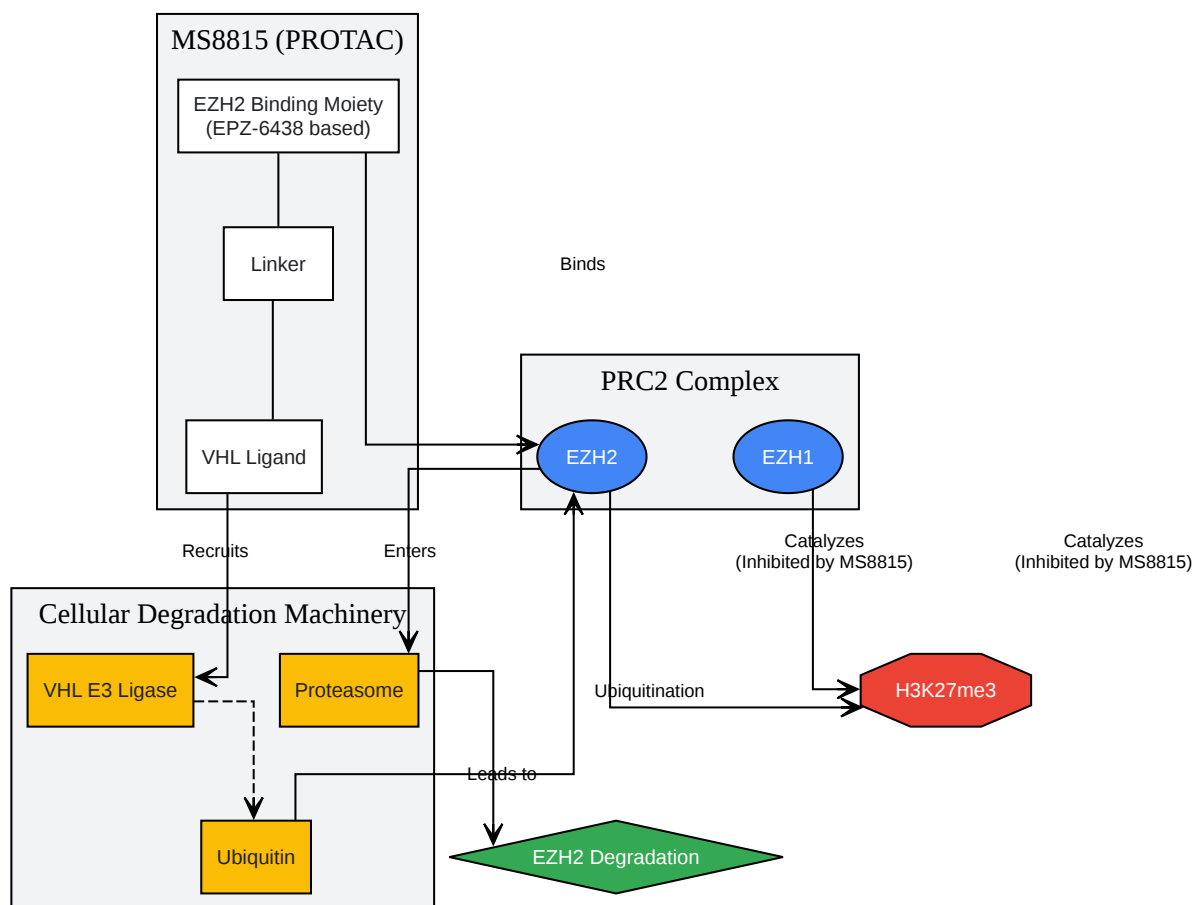 MS8815 (PROTAC)
EZH2 Binding Moiety
(EPZ-6438 based)
Linker
Binds
PRC2 Complex
VHL Ligand
EZH2
EZH1
Recruits
Enters
Catalyzes
(Inhibited by MS8815)
Catalyzes
(Inhibited by MS8815)
Cellular Degradation Machinery
VHL E3 Ligase
Proteasome
Ubiquitination
H3K27me3
Leads to
Ubiquitin
EZH2 Degradation